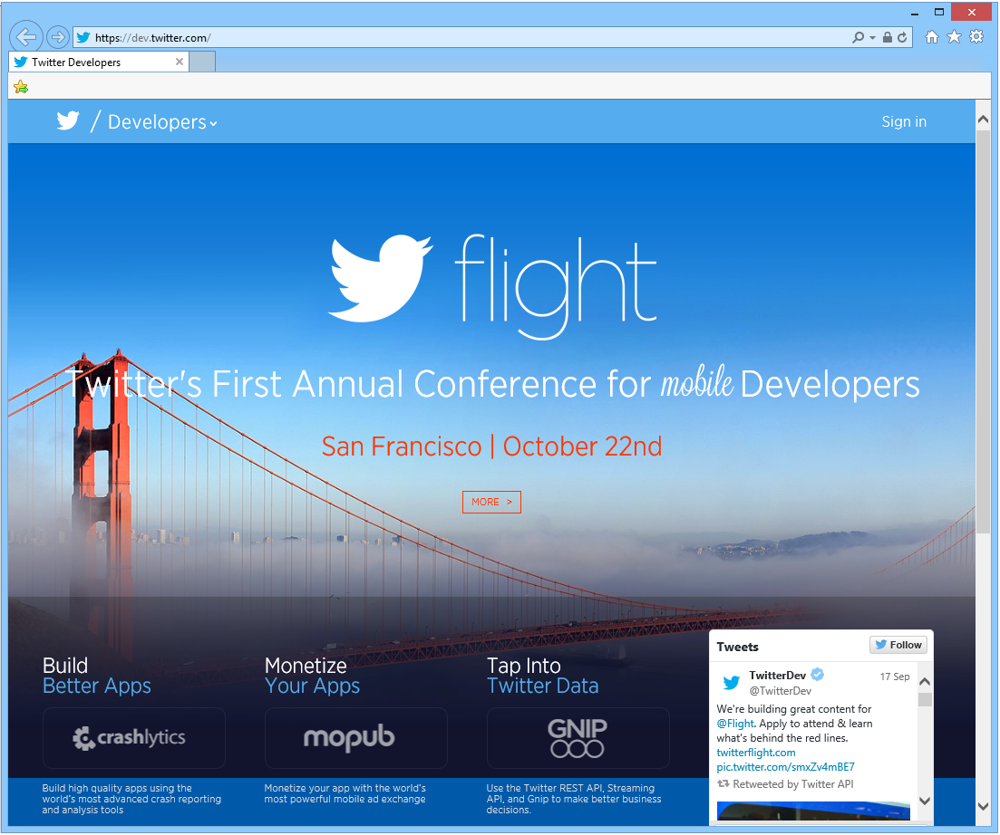 https://dev.twitter.com/
Twitter Developers
/ Developers
Sign in
flight
Twitter's First Annual Conference for mobile Developers
San Francisco | October 22nd
MORE >
Build
Better Apps
crashlytics
Build high quality apps using the
world's most advanced crash reporting
and analysis tools
Monetize
Your Apps
mopub
Monetize your app with the world's
most powerful mobile ad exchange
Tap Into
Twitter Data
GNIP
Use the Twitter REST API, Streaming
API, and Gnip to make better business
decisions.
Tweets
Follow
TwitterDev
17 Sep
@TwitterDev
We're building great content for
@Flight. Apply to attend & learn
what's behind the red lines.
twitterflight.com
pic.twitter.com/smxZv4mBE7
Retweeted by Twitter API